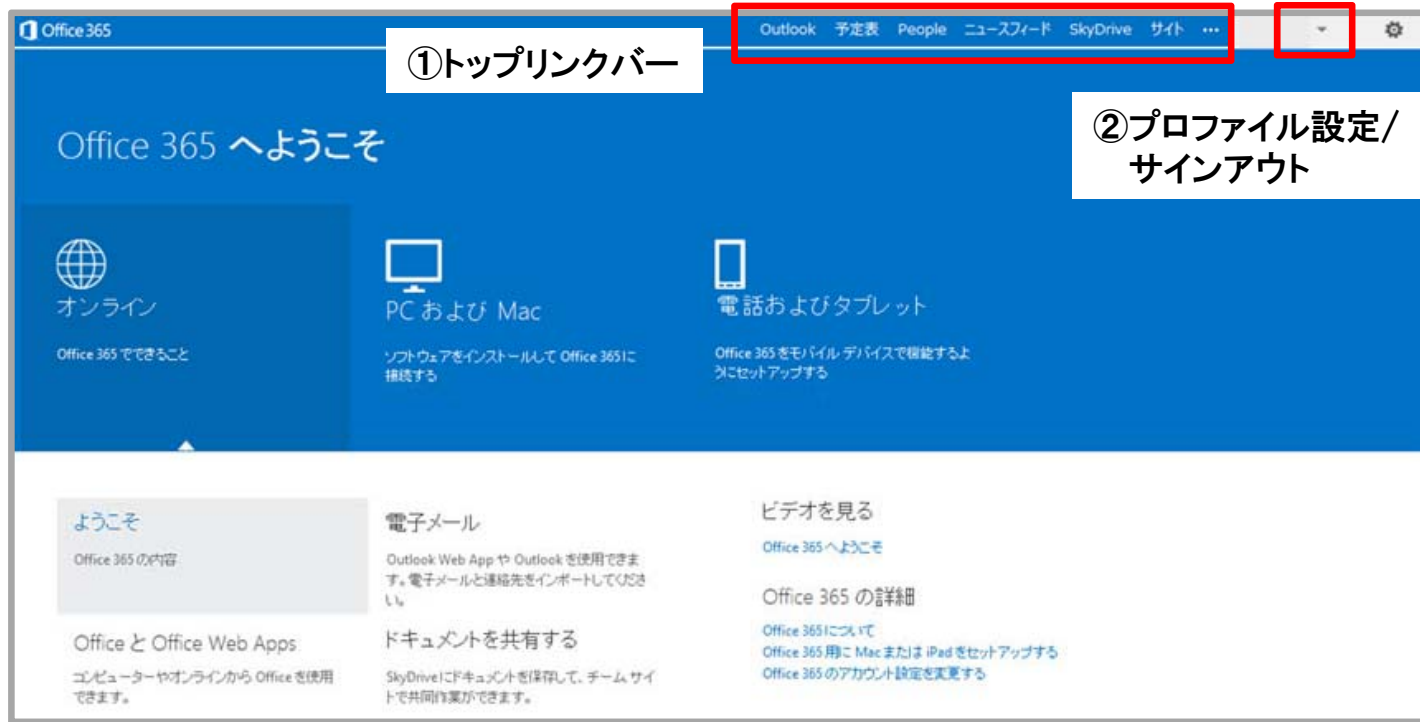 Office 365
Outlook 予定表 People ニュースフィード SkyDrive サイト ...
①トップリンクバー
②プロファイル設定/
サインアウト
Office 365 へようこそ
オンライン
Office 365 でできること
PC および Mac
ソフトウェアをインストールして Office 365 に
接続する
電話およびタブレット
Office 365 をモバイル デバイスで機能するよ
うにセットアップする
ようこそ
Office 365 の内容
電子メール
Outlook Web App や Outlook を使用できま
す。電子メールと連絡先をインポートしてくださ
い。
ビデオを見る
Office 365 へようこそ
Office 365 の詳細
Office 365 について
Office 365 用に Mac または iPad をセットアップする
Office 365 のアカウント設定を変更する
Office と Office Web Apps
コンピューターやオンラインから Office を使用
できます。
ドキュメントを共有する
SkyDrive にドキュメントを保存して、チーム サイ
トで共同作業ができます。